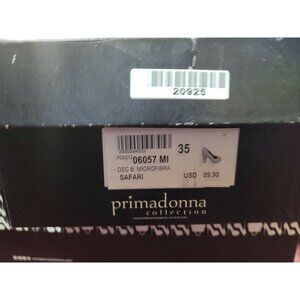 20925
06057 MI
35
DEC B. MICROFIBRA
SAFARI
USD 89,90
primadonna
collection